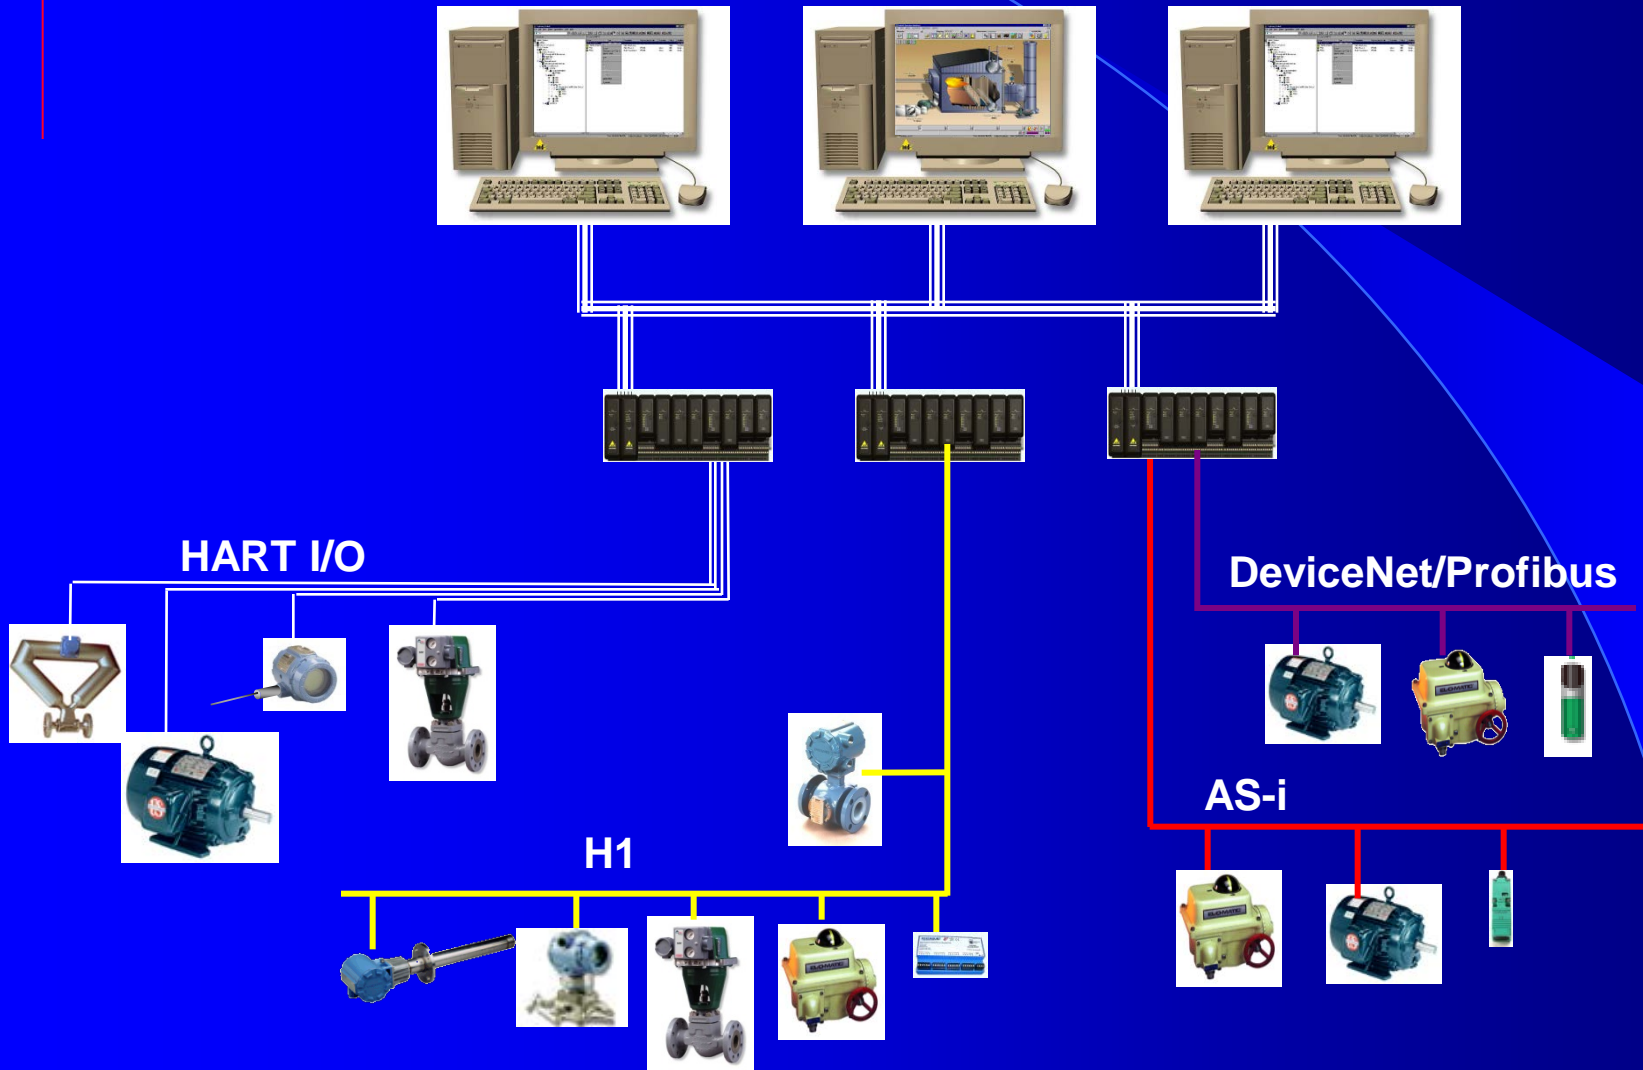 HART I/O
DeviceNet/Profibus
AS-i
H1